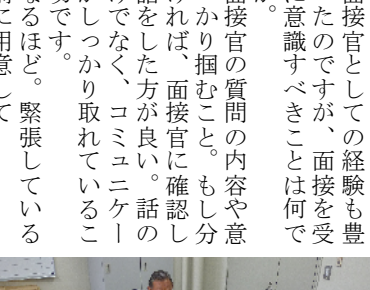 面接官としての経験も豊
たのですが、面接を受
に意識すべきことは何で
か。
面接官の質問の内容や意
かり掴むこと。もし分
ければ、面接官に確認し
話をした方が良い。話の
けでなく、コミュニケー
がしっかり取れているこ
です。
るほど。緊張している
に用意して